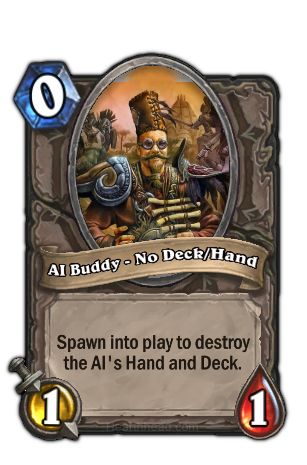 0
AI Buddy - No Deck/Hand
Spawn into play to destroy
the AI's Hand and Deck.
1
1